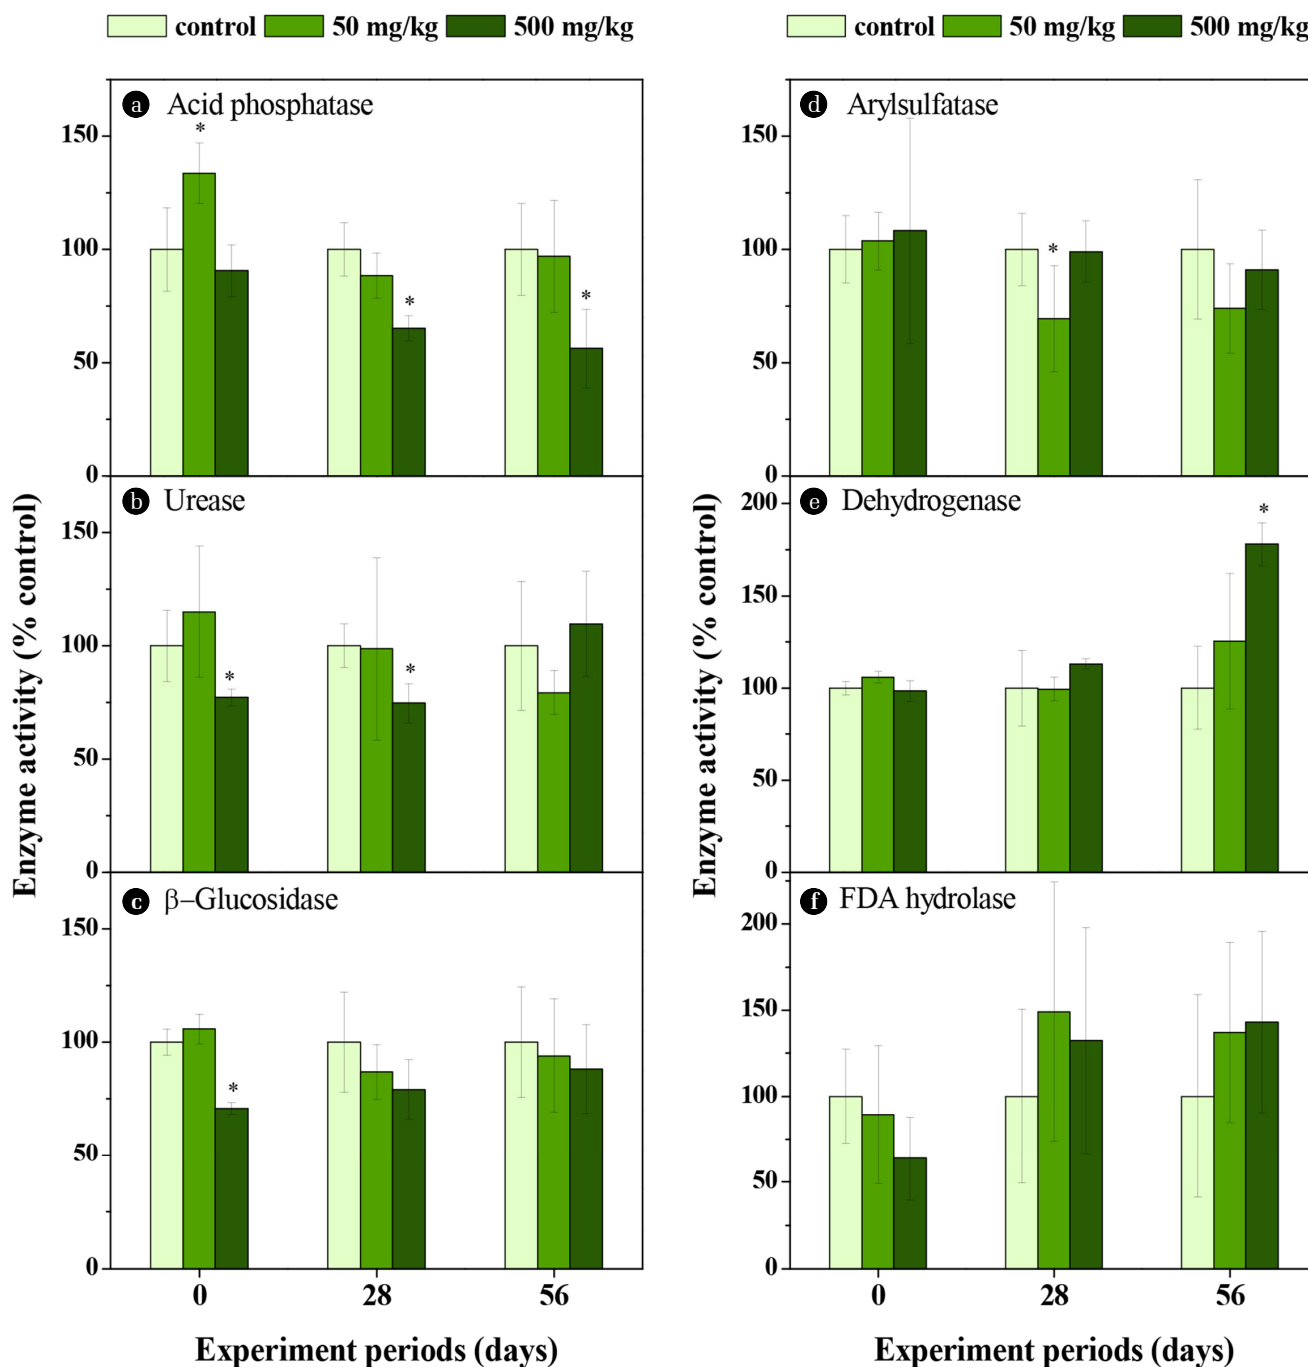 control 50 mg/kg 500 mg/kg
a Acid phosphatase
*
*
*
150
100
50
0
b Urease
*
*
150
100
50
0
c β–Glucosidase
*
150
100
50
0
Enzyme activity (% control)
0 28 56
Experiment periods (days)
control 50 mg/kg 500 mg/kg
d Arylsulfatase
*
150
100
50
0
e Dehydrogenase
*
200
150
100
50
0
f FDA hydrolase
200
150
100
50
0
Enzyme activity (% control)
0 28 56
Experiment periods (days)